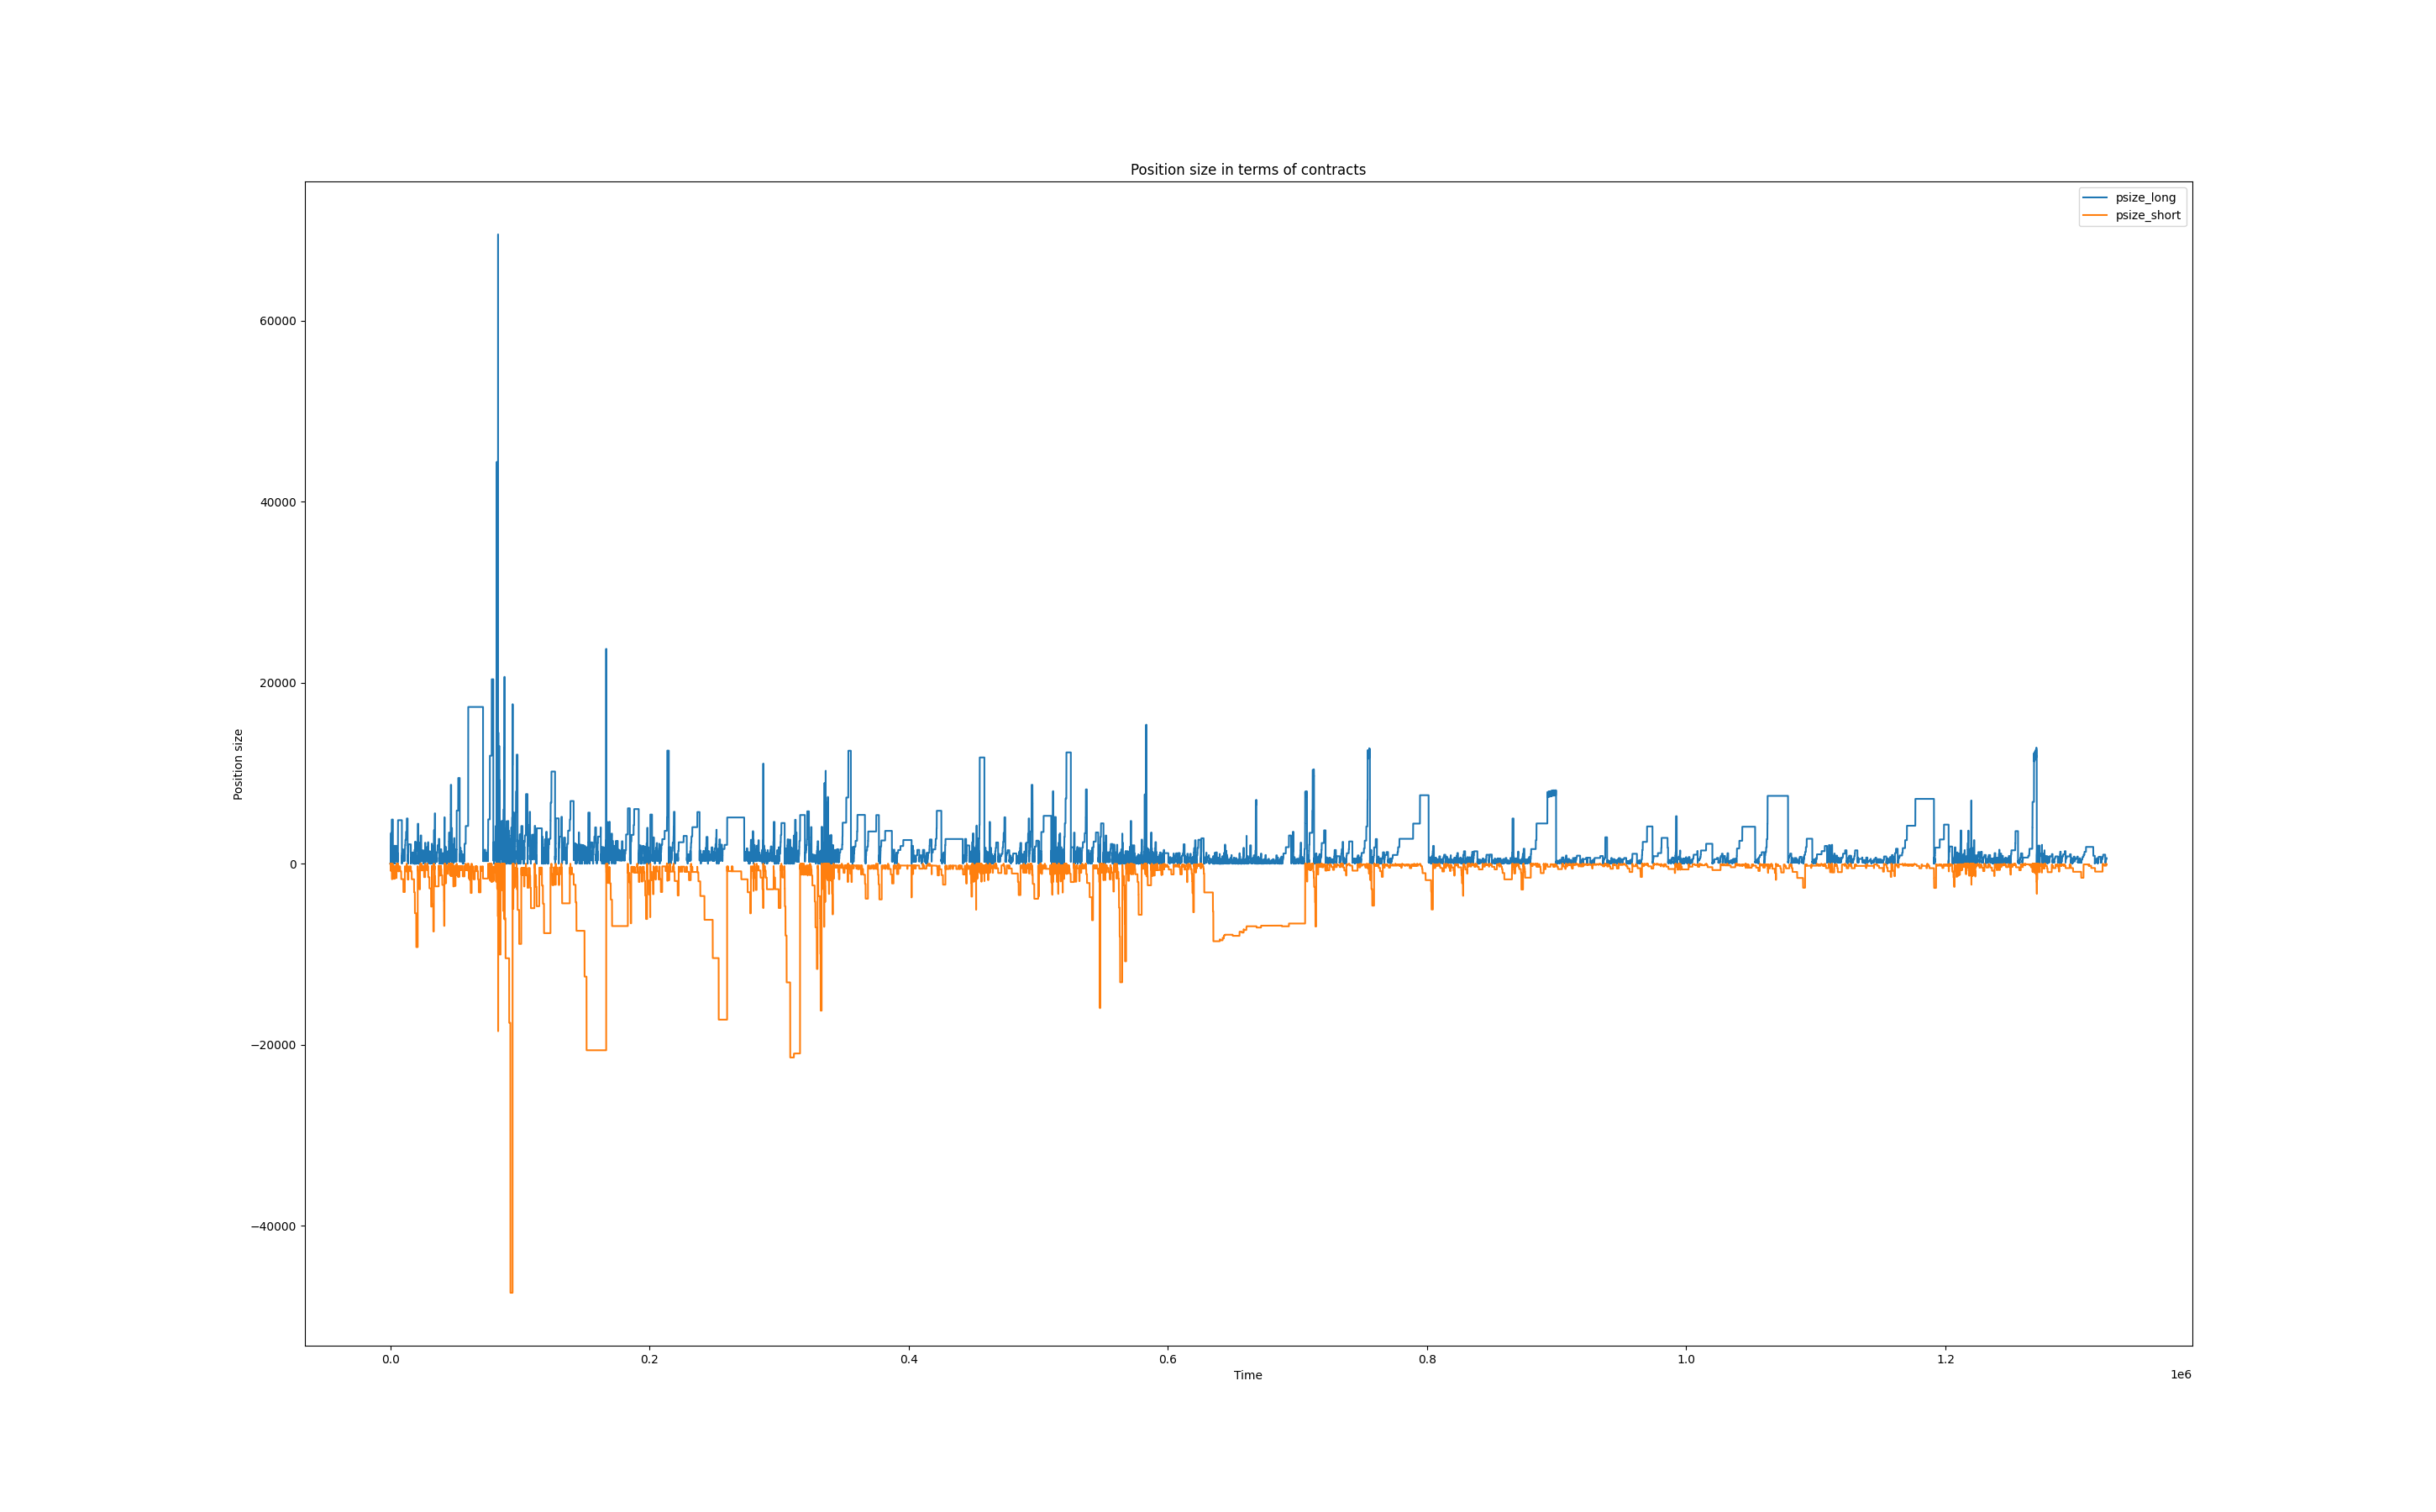 Position size in terms of contracts
psize_long
psize_short
Position size
60000
40000
20000
0
−20000
−40000
0.0 0.2 0.4 0.6 0.8 1.0 1.2
Time
1e6